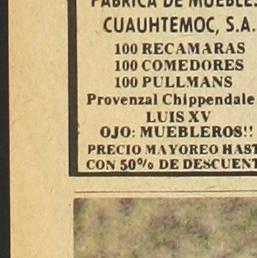 FABRICA DE MUEBLES
CUAUHTEMOC, S.A.
100 RECAMARAS
100 COMEDORES
100 PULLMANS
Provenzal Chippendale
LUIS XV
OJO: MUEBLEROS!!
PRECIO MAYOREO HAST
CON 50% DE DESCUENT